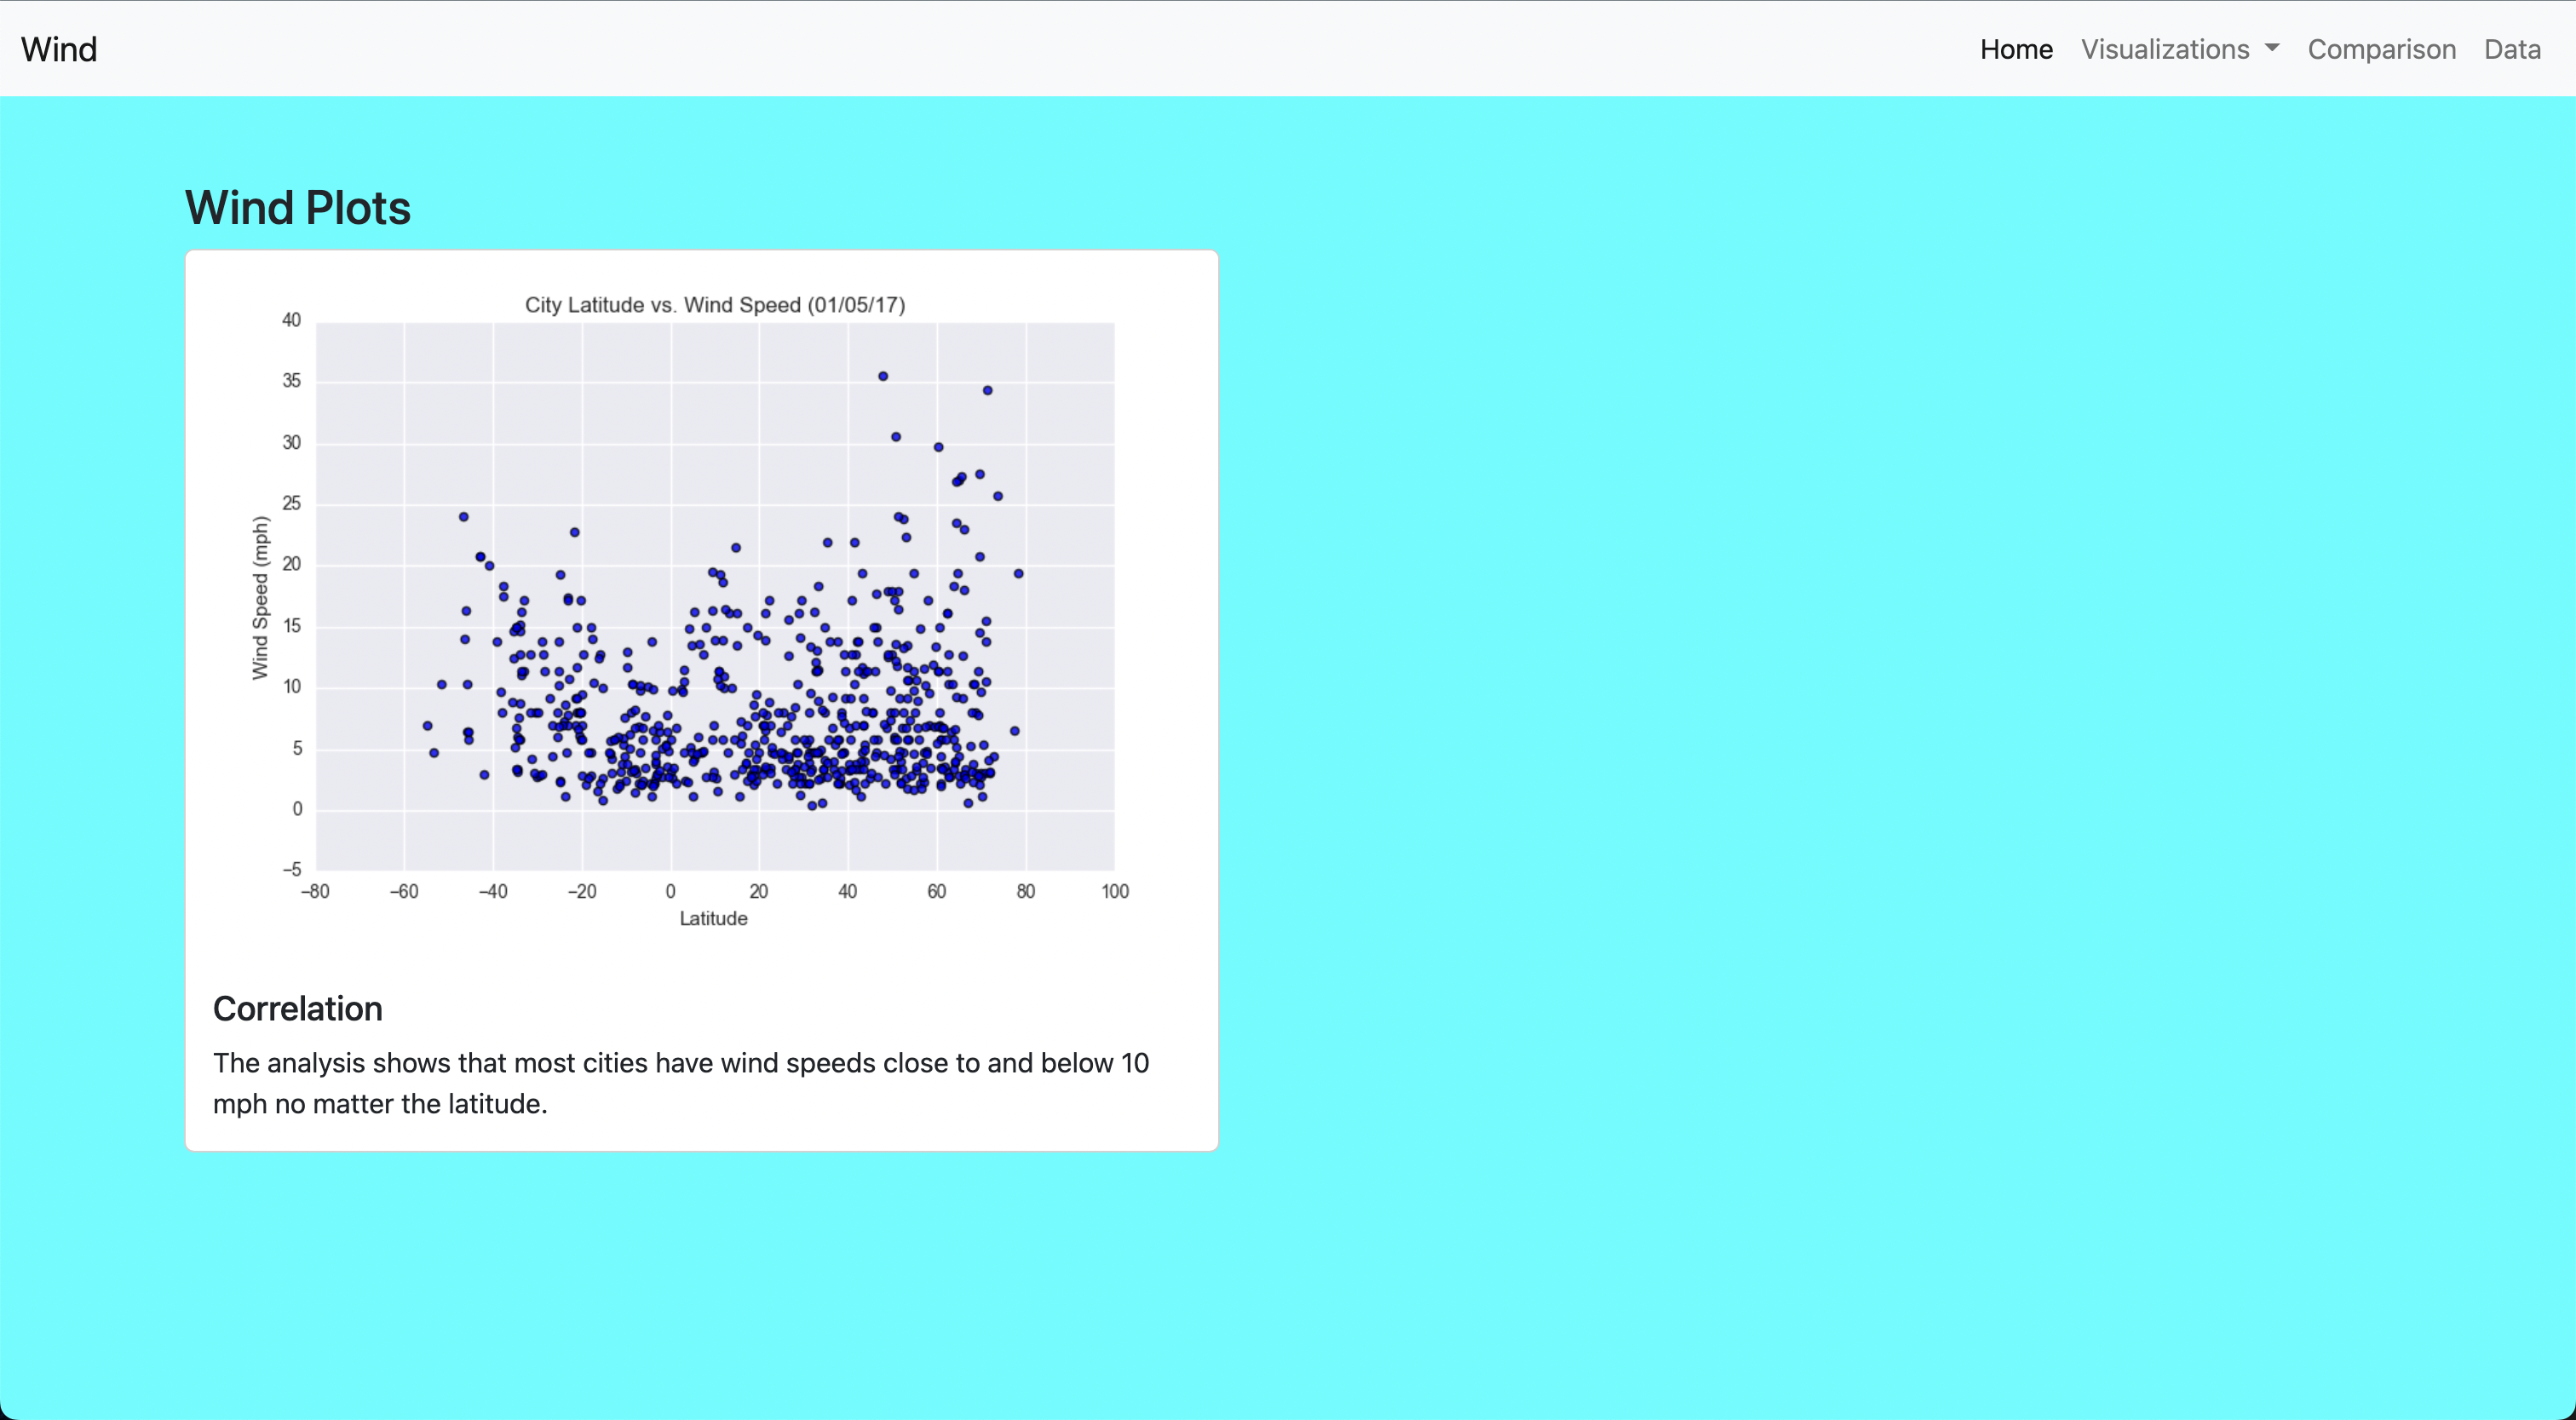 Wind
Home Visualizations Comparison Data
Wind Plots
City Latitude vs. Wind Speed (01/05/17)
40
35
30
25
20
15
10
5
0
−5
Wind Speed (mph)
−80 −60 −40 −20 0 20 40 60 80 100
Latitude
Correlation
The analysis shows that most cities have wind speeds close to and below 10
mph no matter the latitude.